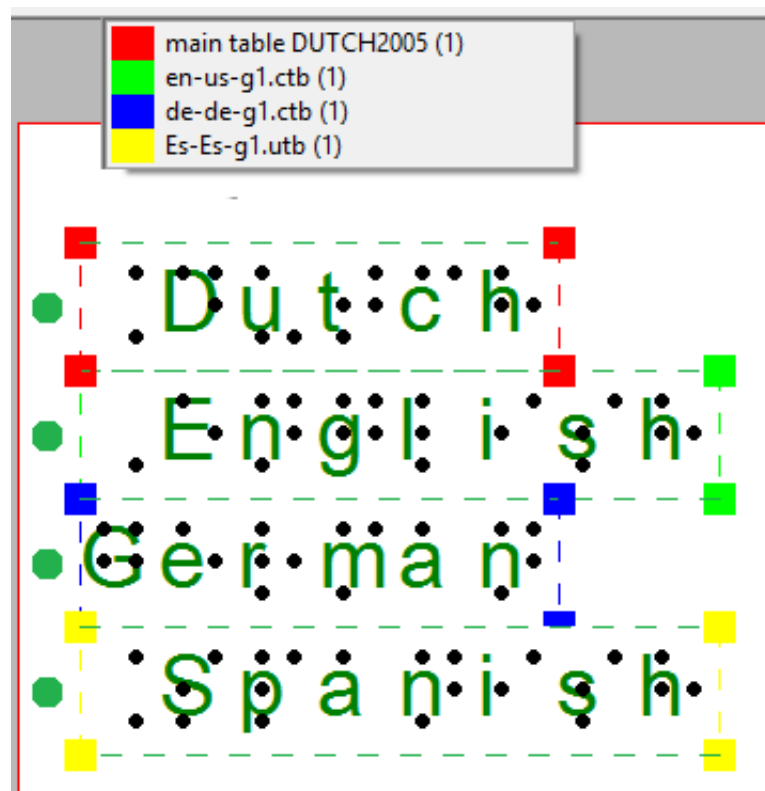 main table DUTCH2005 (1)
en-us-g1.ctb (1)
de-de-g1.ctb (1)
Es-Es-g1.utb (1)
Dutch
English
German
Spanish